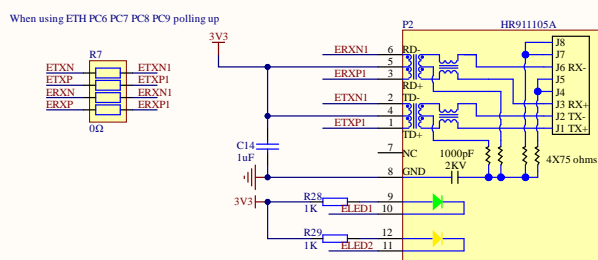 When using ETH PC6 PC7 PC8 PC9 polling up
P2
HR911105A
3V3
R7
ETXN
ETXN1
ETXP
ETXP1
ERXN
ERXN1
ERXP
ERXP1
0Ω
ERXN1
6
RD-
5
ERXP1
3
RD+
ETXN1
2
TD-
4
ETXP1
1
TD+
7
NC
8
GND
C14
1uF
1000pF
2KV
4X75 ohms
J8
J7
J6 RX-
J5
J4
J3 RX+
J2 TX-
J1 TX+
3V3
R28
1K
ELED1
9
10
R29
1K
ELED2
12
11